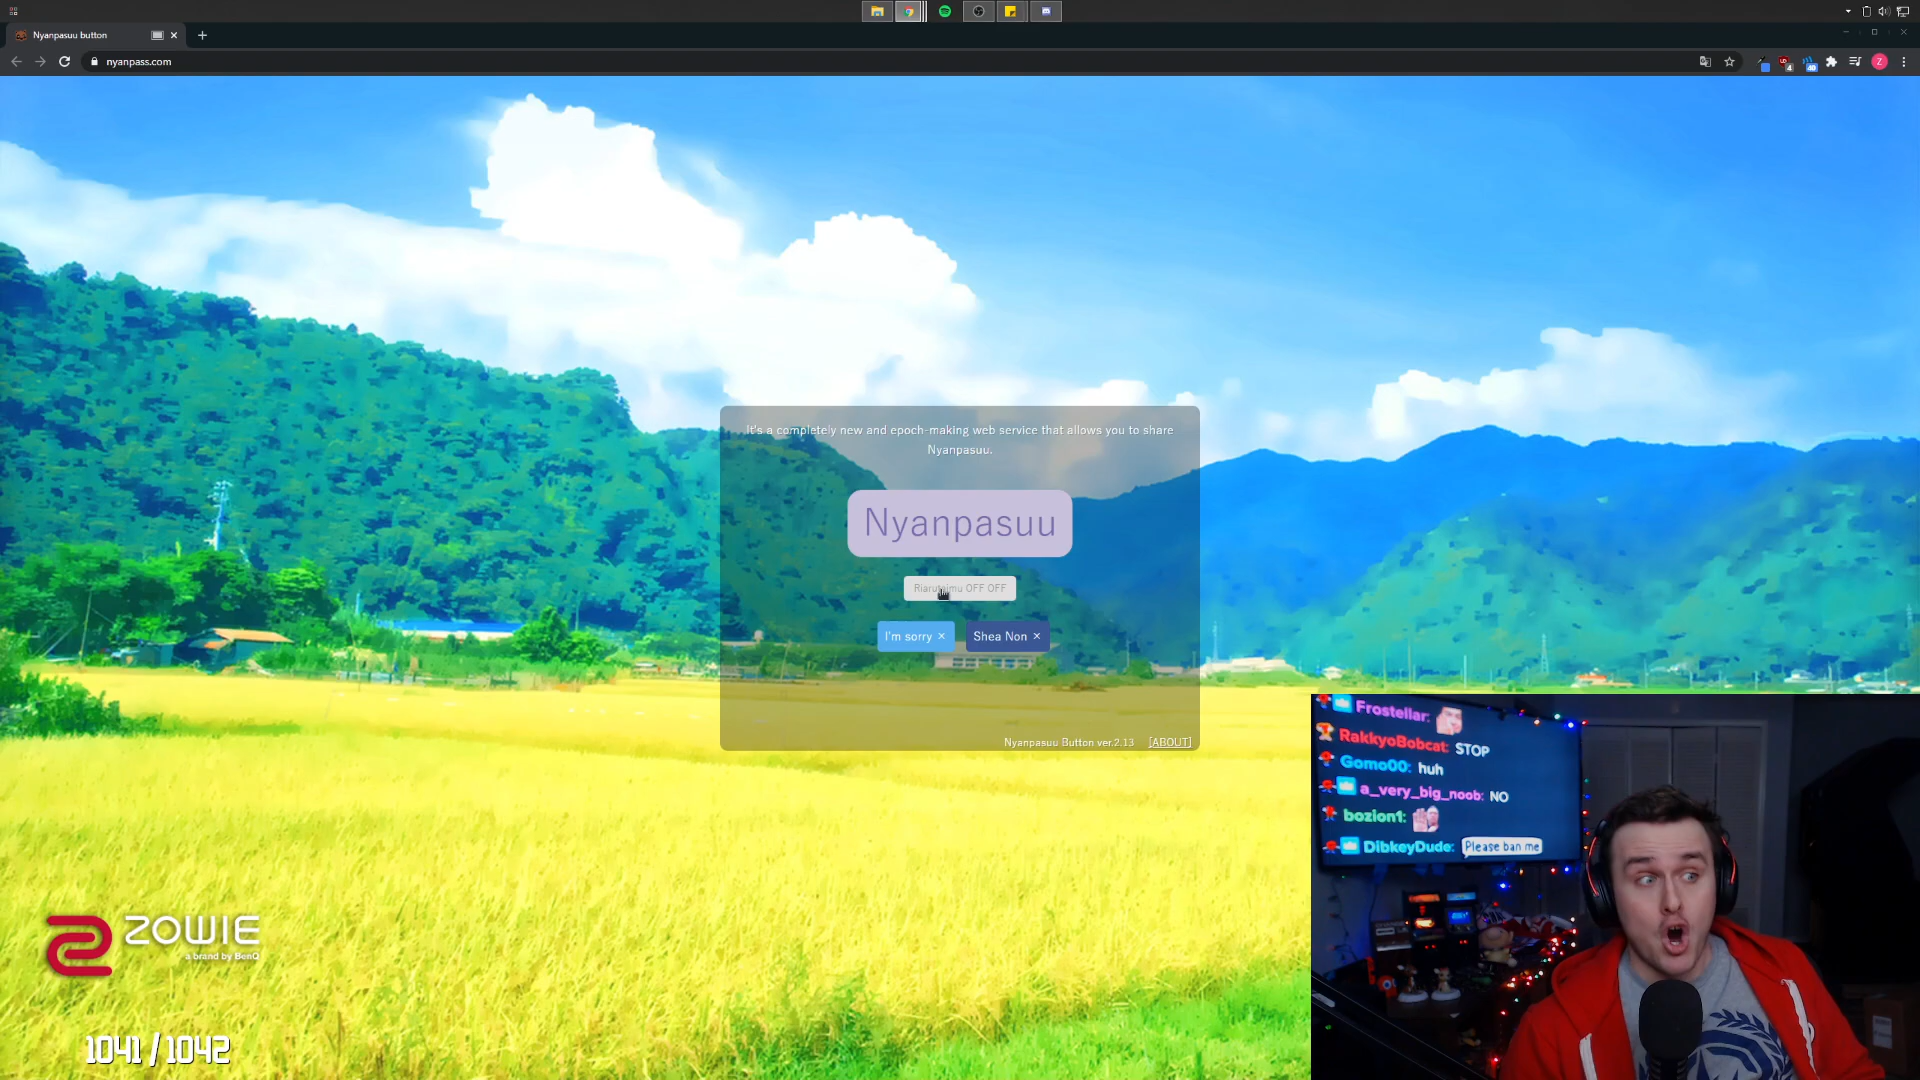 Nyanpasuu button
nyanpass.com
It's a completely new and epoch-making web service that allows you to share
Nyanpasuu.
Nyanpasuu
Riarutaimu OFF OFF
I'm sorry ×
Shea Non ×
Nyanpasuu Button ver.2.13 [ABOUT]
Frostellar:
RakkyoBobcat: STOP
Gomo00: huh
a_very_big_noob: NO
bozion1:
DibkeyDude: Please ban me
ZOWIE
a brand by BenQ
1041 / 1042